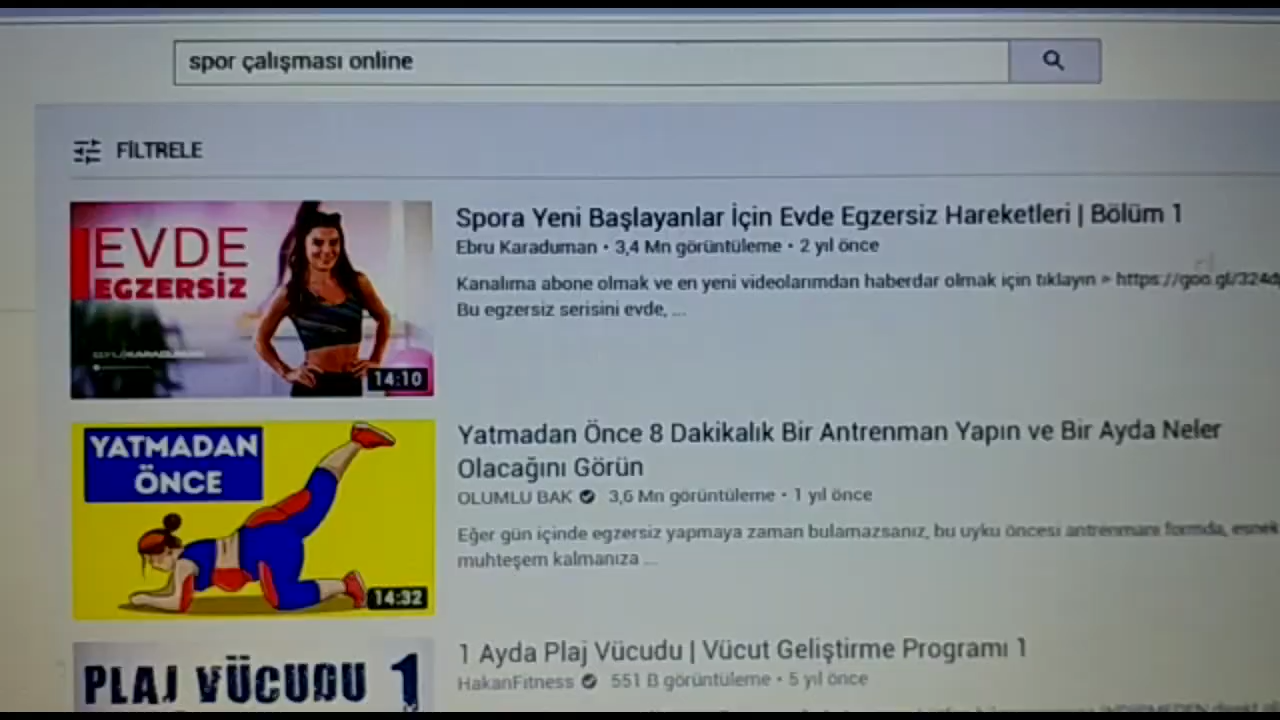 spor çalışması online
FİLTRELE
EVDE
EGZERSİZ
14:10
Spora Yeni Başlayanlar İçin Evde Egzersiz Hareketleri | Bölüm 1
Ebru Karaduman • 3,4 Mn görüntüleme • 2 yıl önce
Kanalıma abone olmak ve en yeni videolarımdan haberdar olmak için tıklayın » https://goo.gl/324d
Bu egzersiz serisini evde, ...
YATMADAN
ÖNCE
14:32
Yatmadan Önce 8 Dakikalık Bir Antrenman Yapın ve Bir Ayda Neler
Olacağını Görün
OLUMLU BAK 3,6 Mn görüntüleme • 1 yıl önce
Eğer gün içinde egzersiz yapmaya zaman bulamazsanız, bu uyku öncesi antrenmanı formda, esnek
muhteşem kalmanıza ...
PLAJ VÜCUDU 1
1 Ayda Plaj Vücudu | Vücut Geliştirme Programı 1
HakanFitness 551 B görüntüleme • 5 yıl önce